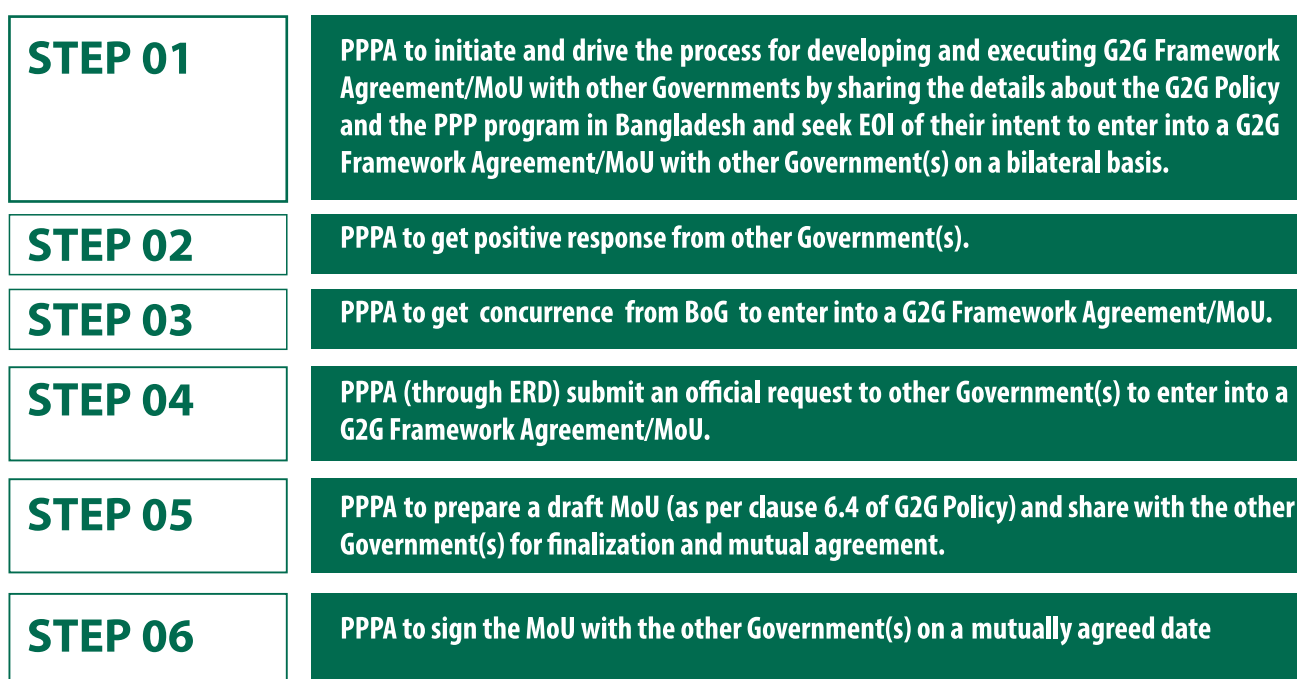 STEP 01
PPPA to initiate and drive the process for developing and executing G2G Framework
Agreement/MoU with other Governments by sharing the details about the G2G Policy
and the PPP program in Bangladesh and seek EOI of their intent to enter into a G2G
Framework Agreement/MoU with other Government(s) on a bilateral basis.
STEP 02
PPPA to get positive response from other Government(s).
STEP 03
PPPA to get concurrence from BoG to enter into a G2G Framework Agreement/MoU.
STEP 04
PPPA (through ERD) submit an official request to other Government(s) to enter into a
G2G Framework Agreement/MoU.
STEP 05
PPPA to prepare a draft MoU (as per clause 6.4 of G2G Policy) and share with the other
Government(s) for finalization and mutual agreement.
STEP 06
PPPA to sign the MoU with the other Government(s) on a mutually agreed date